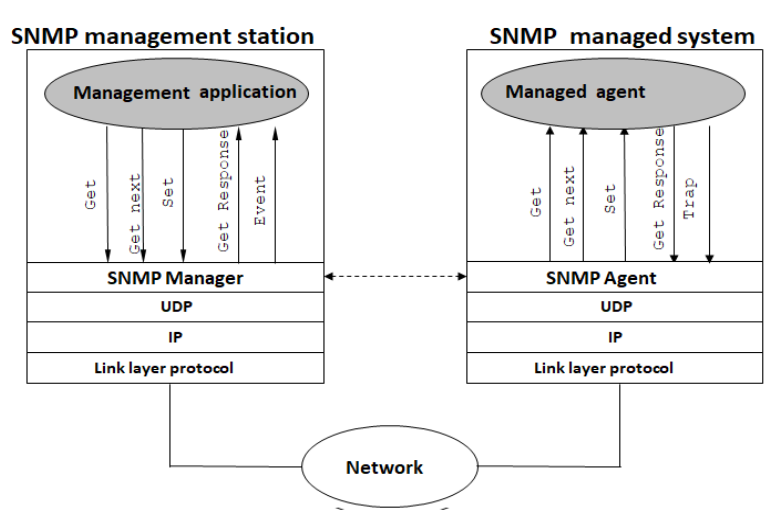 SNMP management station
SNMP managed system
Management application
Managed agent
Get
Get next
Set
Get Response
Event
Get
Get next
Set
Get Response
Trap
SNMP Manager
SNMP Agent
UDP
UDP
IP
IP
Link layer protocol
Link layer protocol
Network